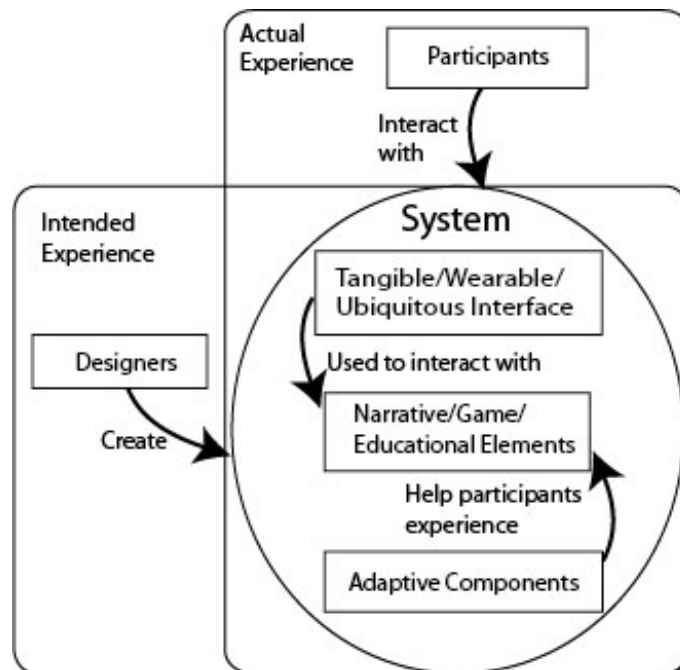 Actual
Experience
Participants
Interact
with
Intended
Experience
System
Tangible/Wearable/
Ubiquitous Interface
Designers
Used to interact with
Create
Narrative/Game/
Educational Elements
Help participants
experience
Adaptive Components